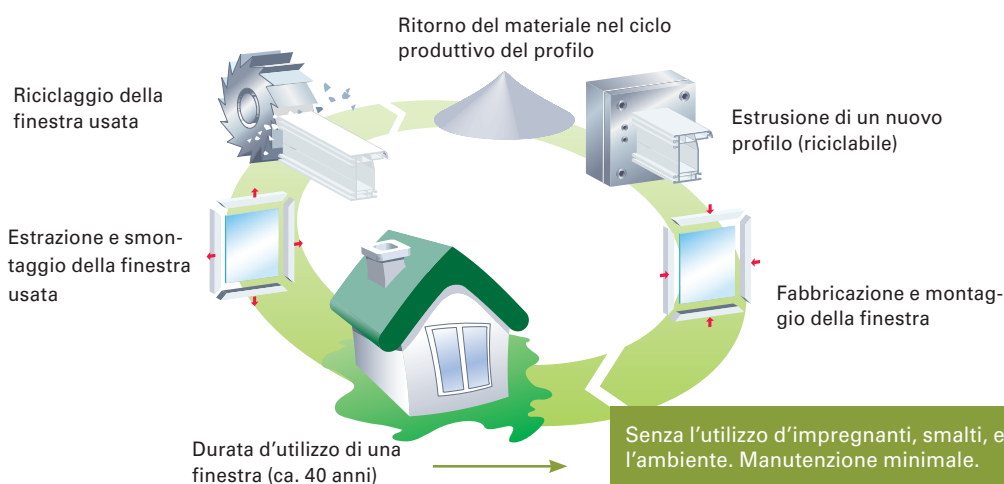 Ritorno del materiale nel ciclo
produttivo del profilo
Riciclaggio della
finestra usata
Estrusione di un nuovo
profilo (riciclabile)
Estrazione e smon-
taggio della finestra
usata
Fabbricazione e montag-
gio della finestra
Durata d’utilizzo di una
finestra (ca. 40 anni)
Senza l’utilizzo d’impregnanti, smalti, e
l’ambiente. Manutenzione minimale.